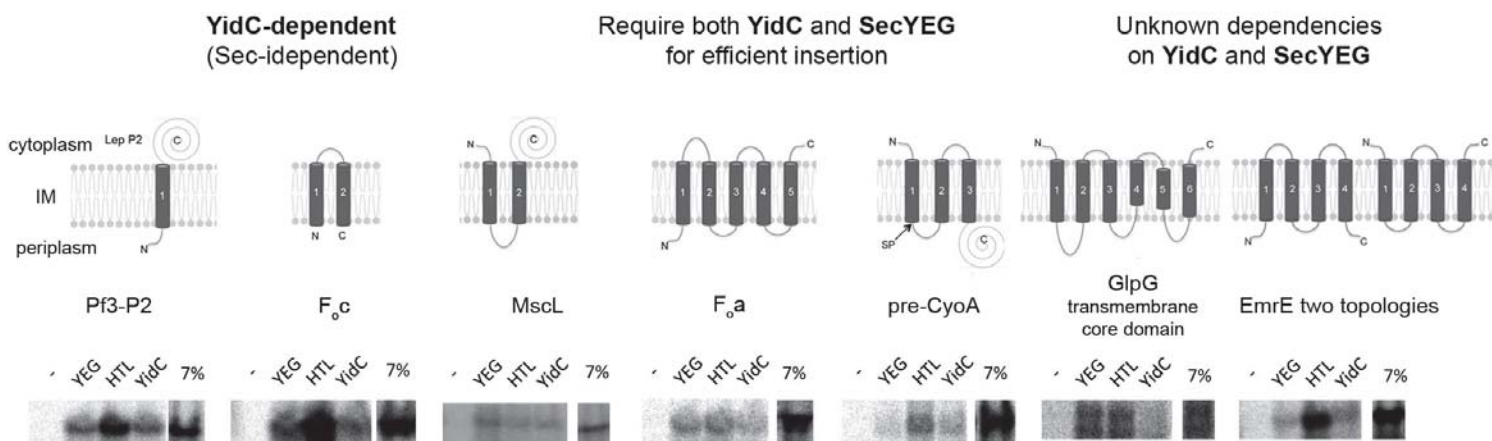 YidC-dependent
(Sec-idependent)
Require both YidC and SecYEG
for efficient insertion
Unknown dependencies
on YidC and SecYEG
cytoplasm
IM
periplasm
Lep P2
C
1
N
1 2
N C
N
C
1 2
C
1 2 3 4 5
N
N
1 2 3
SP
C
N
C
1 2 3 4 5 6
N
C
1 2 3 4
N
C
1 2 3 4
Pf3-P2
Foc
MscL
Foa
pre-CyoA
GlpG
transmembrane
core domain
EmrE two topologies
- YEG HTL YidC 7%
- YEG HTL YidC 7%
- YEG HTL YidC 7%
- YEG HTL YidC 7%
- YEG HTL YidC 7%
- YEG HTL YidC 7%
- YEG HTL YidC 7%